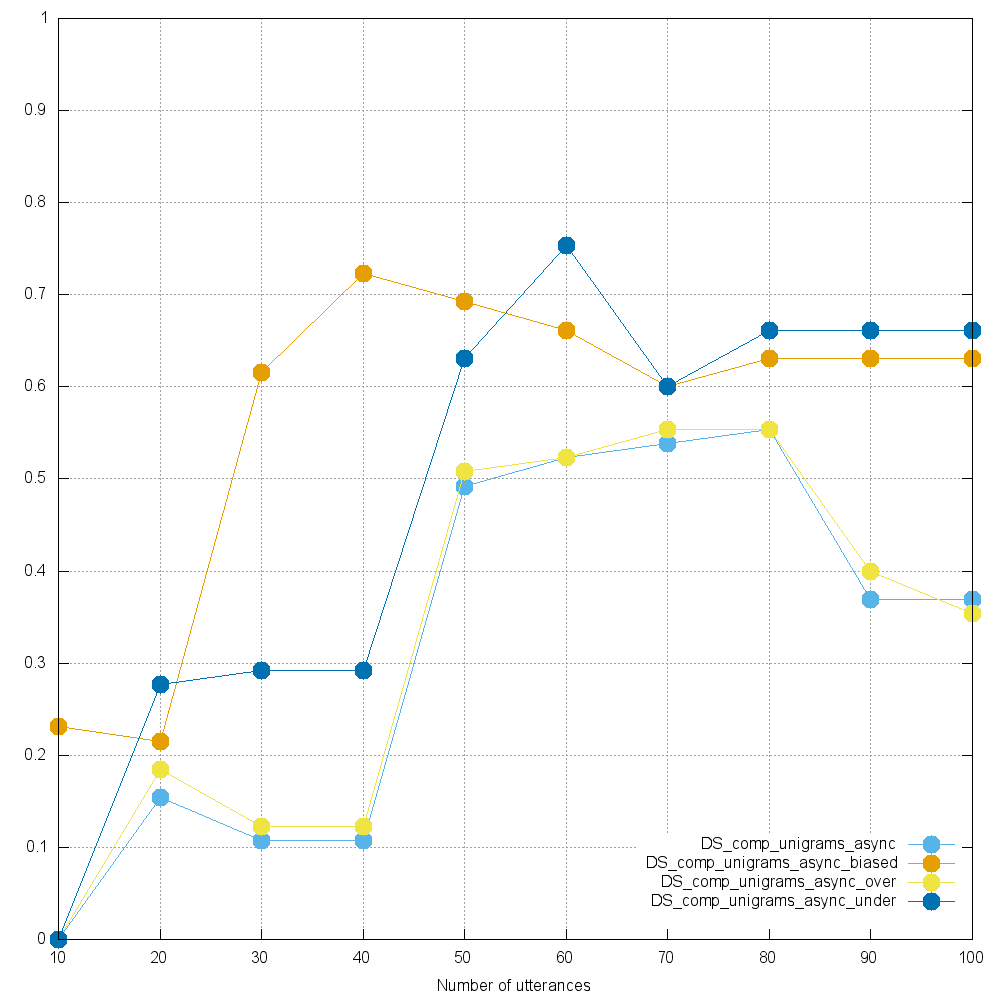 1
0.9
0.8
0.7
0.6
0.5
0.4
0.3
0.2
0.1
0
DS_comp_unigrams_async
DS_comp_unigrams_async_biased
DS_comp_unigrams_async_over
DS_comp_unigrams_async_under
10 20 30 40 50 60 70 80 90 100
Number of utterances